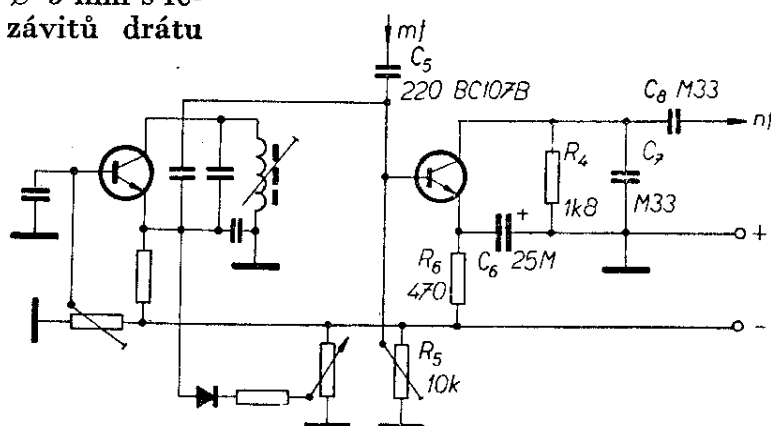 závitů drátu
mf
C5
220 BC107B
C8 M33
nf
R4
1k8
C7
M33
+
+
R6
470
C6 25M
-
R5
10k